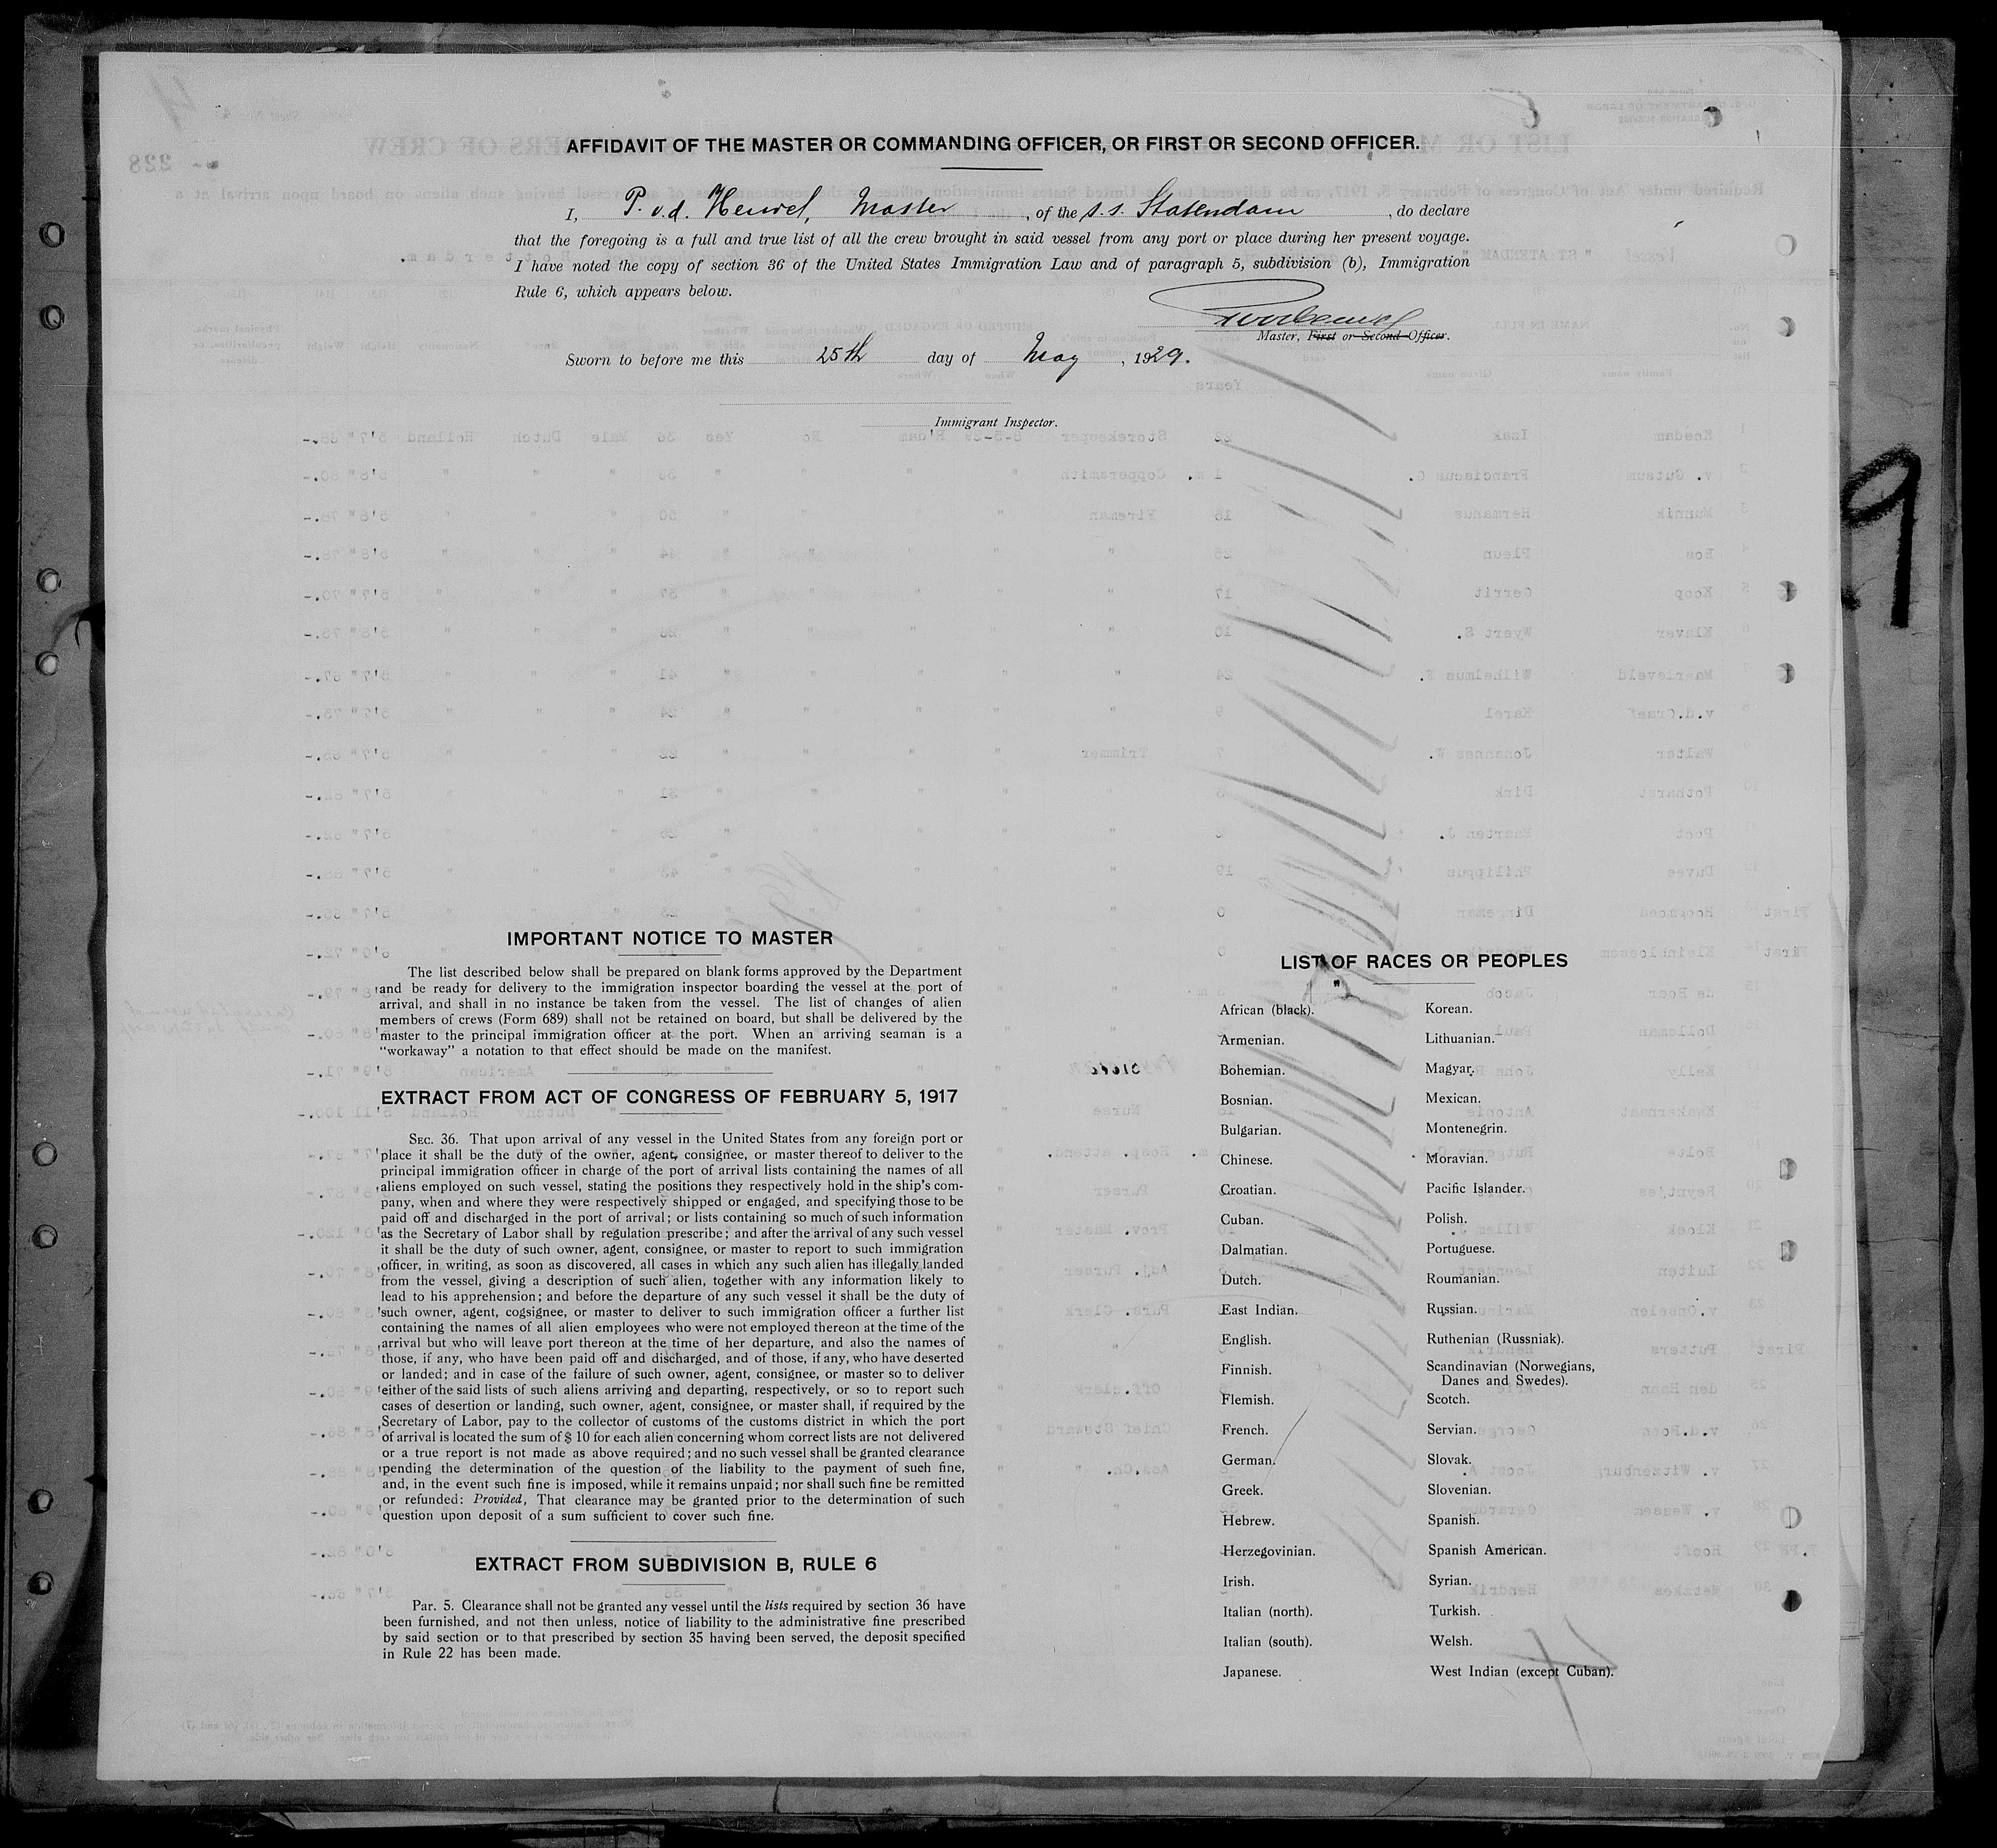 AFFIDAVIT OF THE MASTER OR COMMANDING OFFICER, OR FIRST OR SECOND OFFICER.
I, P. v.d. Heuvel, Master, of the s.s. Statendam, do declare
that the foregoing is a full and true list of all the crew brought in said vessel from any port or place during her present voyage.
I have noted the copy of section 36 of the United States Immigration Law and of paragraph 5, subdivision (b), Immigration
Rule 6, which appears below.
Master, First or Second Officer.
Sworn to before me this 25th day of May, 1929.
Immigrant Inspector.
9
IMPORTANT NOTICE TO MASTER
The list described below shall be prepared on blank forms approved by the Department
and be ready for delivery to the immigration inspector boarding the vessel at the port of
arrival, and shall in no instance be taken from the vessel. The list of changes of alien
members of crews (Form 689) shall not be retained on board, but shall be delivered by the
master to the principal immigration officer at the port. When an arriving seaman is a
“workaway” a notation to that effect should be made on the manifest.
EXTRACT FROM ACT OF CONGRESS OF FEBRUARY 5, 1917
SEC. 36. That upon arrival of any vessel in the United States from any foreign port or
place it shall be the duty of the owner, agent, consignee, or master thereof to deliver to the
principal immigration officer in charge of the port of arrival lists containing the names of all
aliens employed on such vessel, stating the positions they respectively hold in the ship's com-
pany, when and where they were respectively shipped or engaged, and specifying those to be
paid off and discharged in the port of arrival; or lists containing so much of such information
as the Secretary of Labor shall by regulation prescribe; and after the arrival of any such vessel
it shall be the duty of such owner, agent, consignee, or master to report to such immigration
officer, in writing, as soon as discovered, all cases in which any such alien has illegally landed
from the vessel, giving a description of such alien, together with any information likely to
lead to his apprehension; and before the departure of any such vessel it shall be the duty of
such owner, agent, cogsignee, or master to deliver to such immigration officer a further list
containing the names of all alien employees who were not employed thereon at the time of the
arrival but who will leave port thereon at the time of her departure, and also the names of
those, if any, who have been paid off and discharged, and of those, if any, who have deserted
or landed; and in case of the failure of such owner, agent, consignee, or master so to deliver
either of the said lists of such aliens arriving and departing, respectively, or so to report such
cases of desertion or landing, such owner, agent, consignee, or master shall, if required by the
Secretary of Labor, pay to the collector of customs of the customs district in which the port
of arrival is located the sum of $ 10 for each alien concerning whom correct lists are not delivered
or a true report is not made as above required; and no such vessel shall be granted clearance
pending the determination of the question of the liability to the payment of such fine,
and, in the event such fine is imposed, while it remains unpaid; nor shall such fine be remitted
or refunded: Provided, That clearance may be granted prior to the determination of such
question upon deposit of a sum sufficient to cover such fine.
EXTRACT FROM SUBDIVISION B, RULE 6
Par. 5. Clearance shall not be granted any vessel until the lists required by section 36 have
been furnished, and not then unless, notice of liability to the administrative fine prescribed
by said section or to that prescribed by section 35 having been served, the deposit specified
in Rule 22 has been made.
LIST OF RACES OR PEOPLES
African (black).
Armenian.
Bohemian.
Bosnian.
Bulgarian.
Chinese.
Croatian.
Cuban.
Dalmatian.
Dutch.
East Indian.
English.
Finnish.
Flemish.
French.
German.
Greek.
Hebrew.
Herzegovinian.
Irish.
Italian (north).
Italian (south).
Japanese.
Korean.
Lithuanian.
Magyar.
Mexican.
Montenegrin.
Moravian.
Pacific Islander.
Polish.
Portuguese.
Roumanian.
Russian.
Ruthenian (Russniak).
Scandinavian (Norwegians,
Danes and Swedes).
Scotch.
Servian.
Slovak.
Slovenian.
Spanish.
Spanish American.
Syrian.
Turkish.
Welsh.
West Indian (except Cuban).